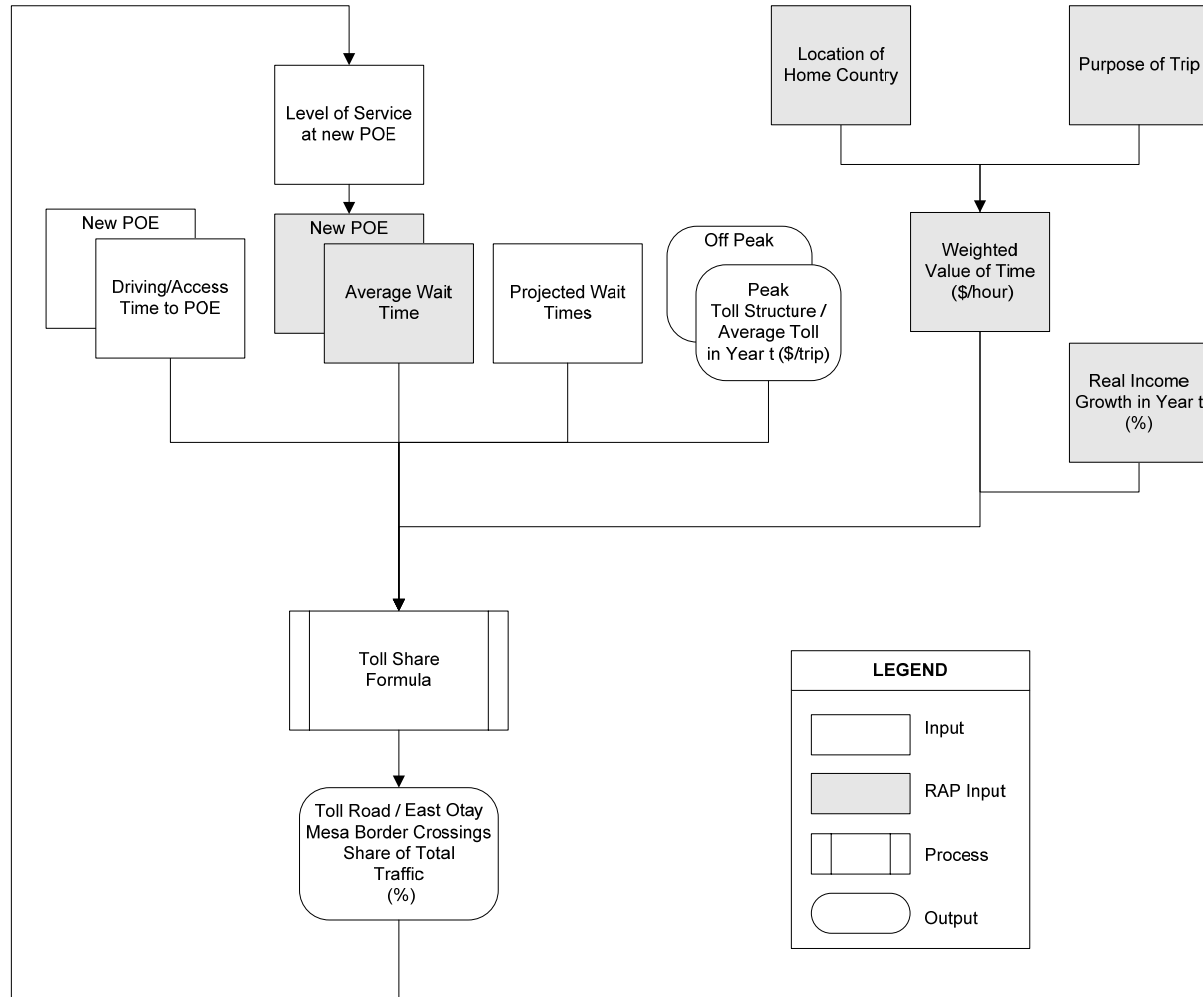 Location of
Home Country
Purpose of Trip
Level of Service
at new POE
New POE
Driving/Access
Time to POE
New POE
Average Wait
Time
Projected Wait
Times
Off Peak
Peak
Toll Structure /
Average Toll
in Year t ($/trip)
Weighted
Value of Time
($/hour)
Real Income
Growth in Year t
(%)
Toll Share
Formula
Toll Road / East Otay
Mesa Border Crossings
Share of Total
Traffic
(%)
LEGEND
Input
RAP Input
Process
Output